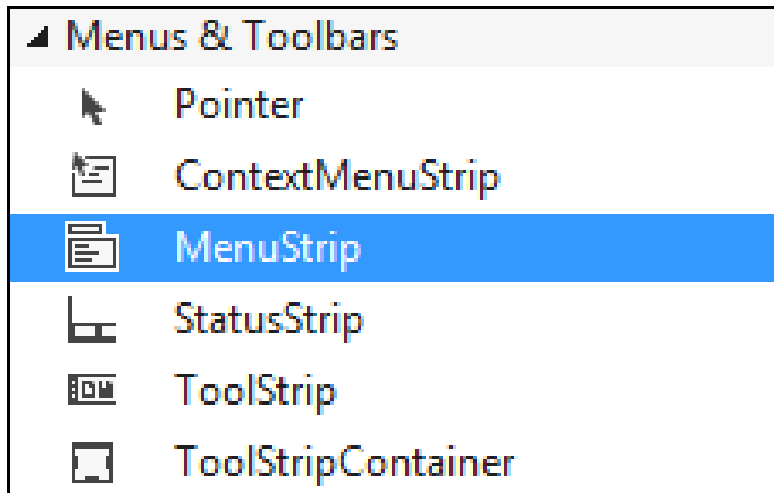 Menus & Toolbars
Pointer
ContextMenuStrip
MenuStrip
StatusStrip
ToolStrip
ToolStripContainer